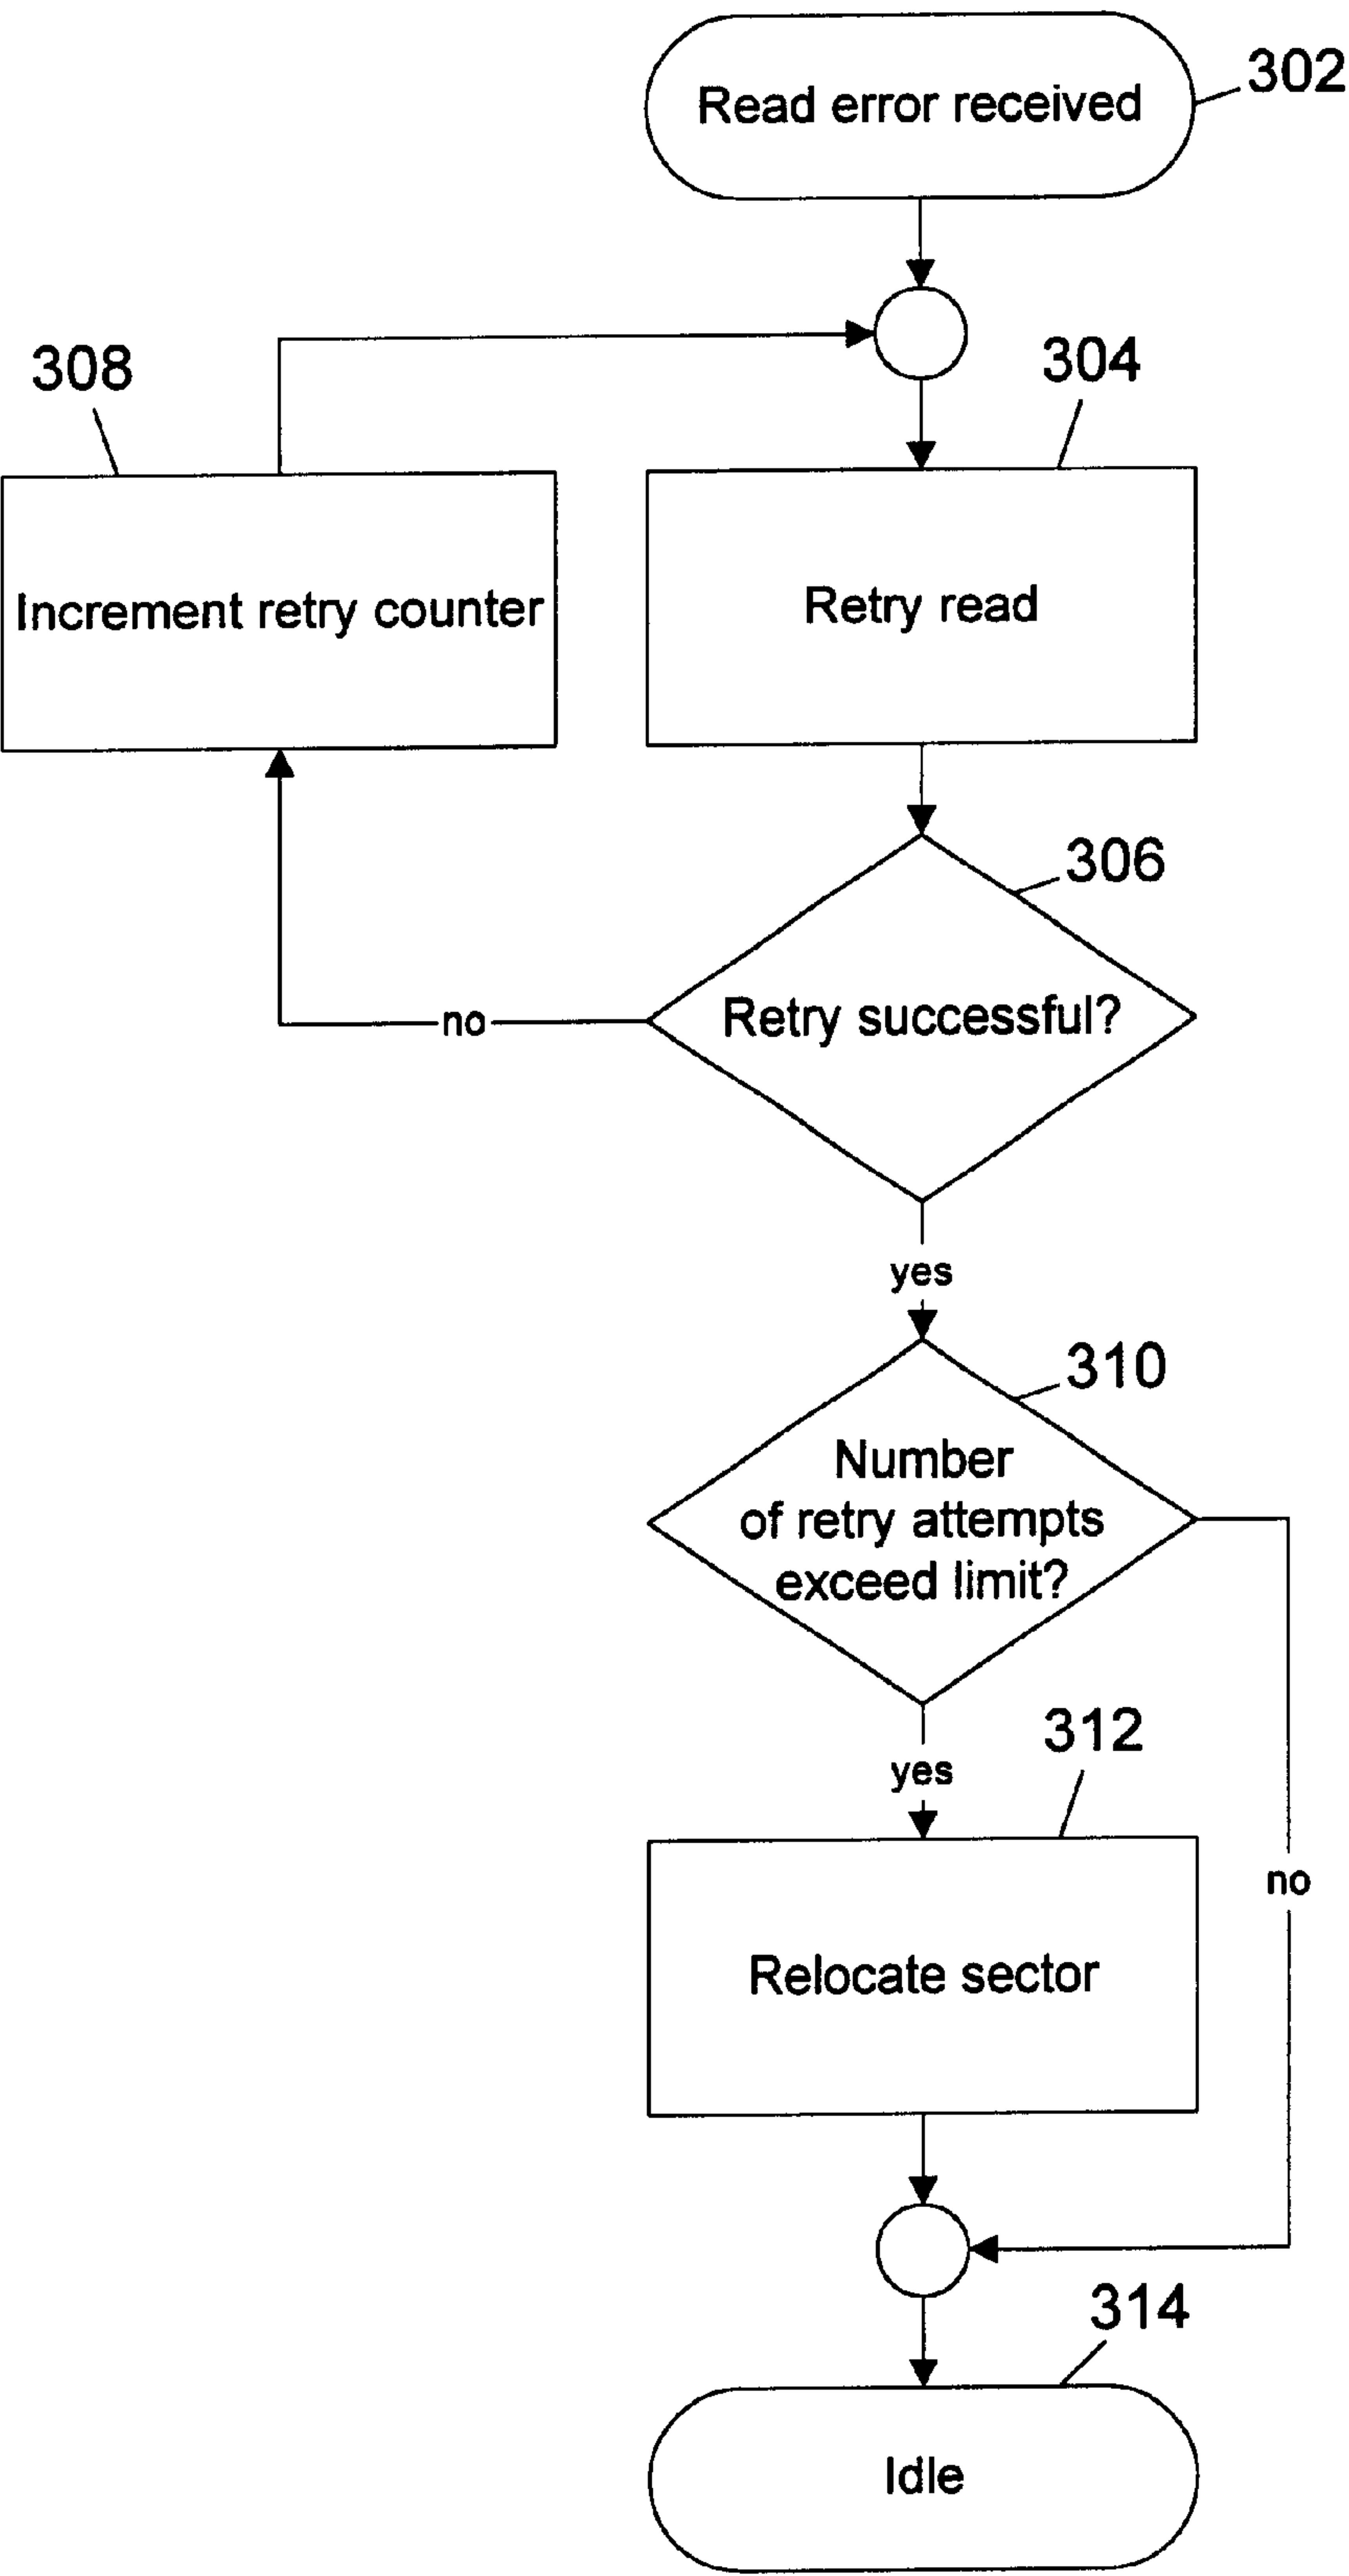 Read error received
302
308
304
Increment retry counter
Retry read
306
Retry successful?
no
yes
310
Number
of retry attempts
exceed limit?
312
yes
no
Relocate sector
314
Idle